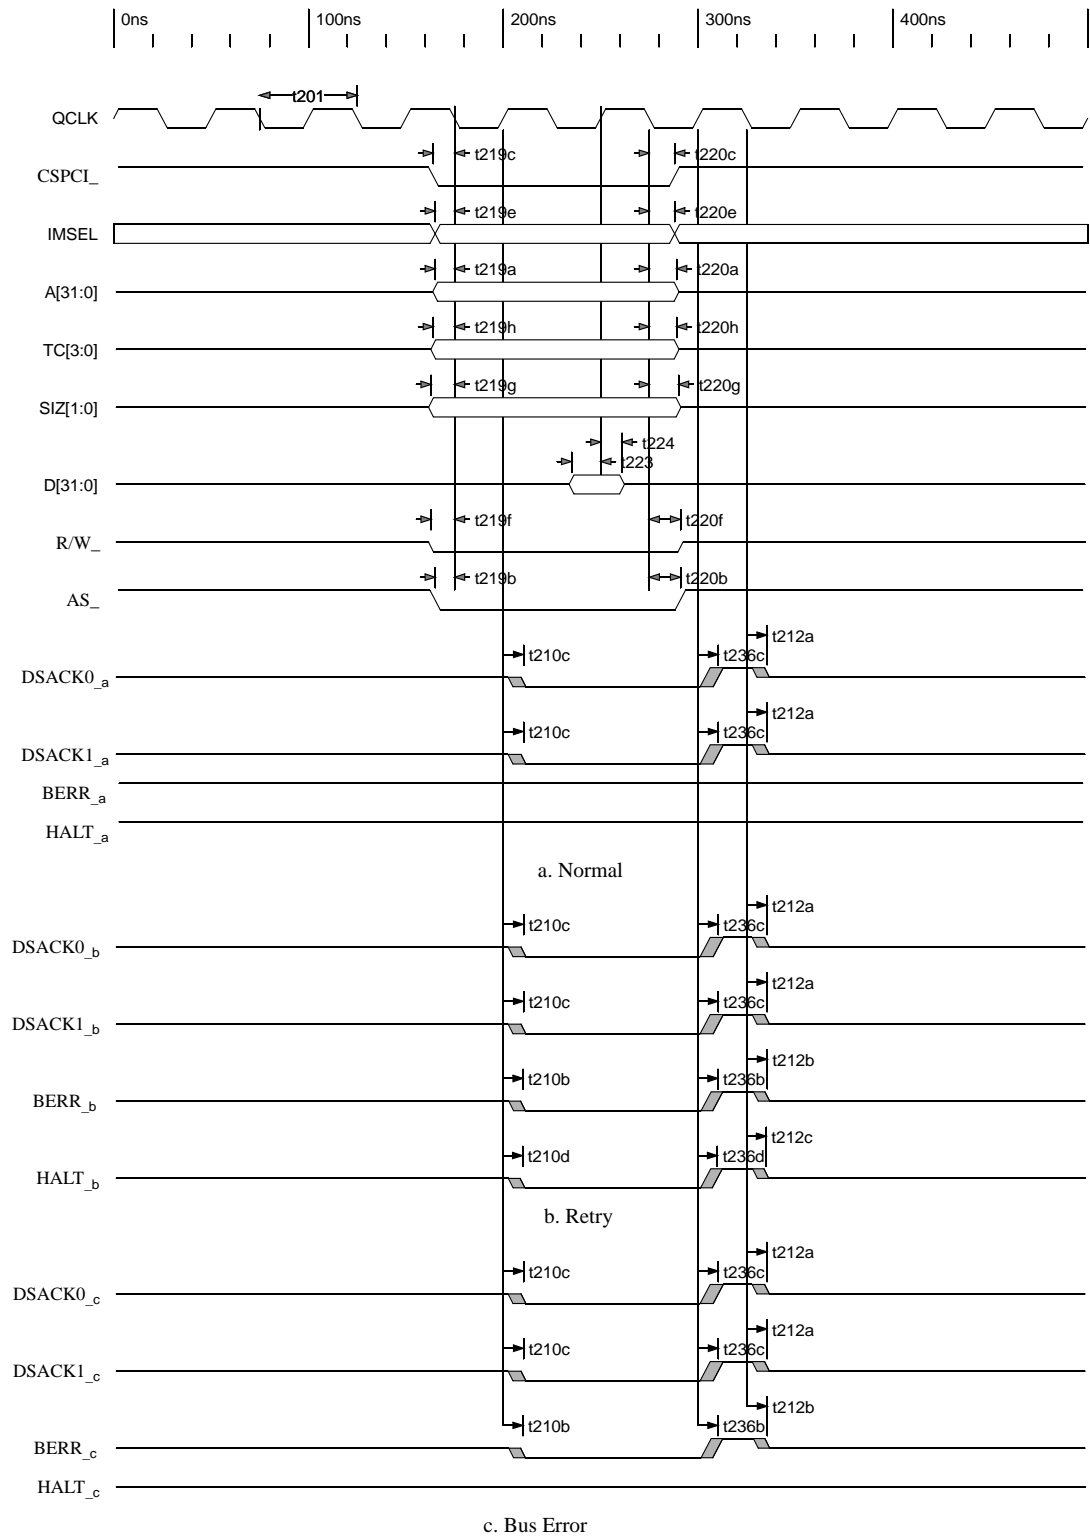 0ns 100ns 200ns 300ns 400ns
t201
QCLK
t219c t220c
CSPCI_
t219e t220e
IMSEL
t219a t220a
A[31:0]
t219h t220h
TC[3:0]
t219g t220g
SIZ[1:0]
t224
t223
D[31:0]
t219f t220f
R/W_
t219b t220b
AS_
t212a
t210c t236c
DSACK0_a
t212a
t210c t236c
DSACK1_a
BERR_a
HALT_a
a. Normal
t212a
t210c t236c
DSACK0_b
t212a
t210c t236c
DSACK1_b
t212b
t210b t236b
BERR_b
t212c
t210d t236d
HALT_b
b. Retry
t212a
t210c t236c
DSACK0_c
t212a
t210c t236c
DSACK1_c
t212b
t210b t236b
BERR_c
HALT_c
c. Bus Error